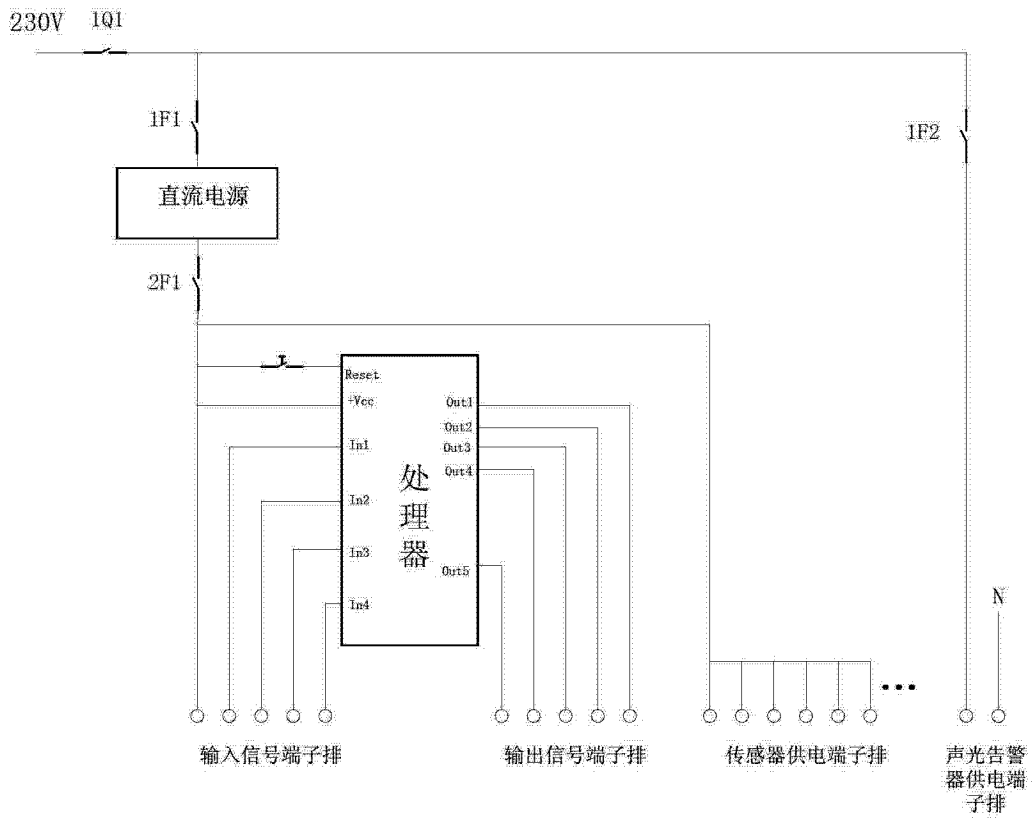 230V
1Q1
1F1
1F2
直流电源
2F1
Reset
+Vcc
Out1
Out2
In1
Out3
Out4
处
理
器
In2
In3
Out5
In4
N
输入信号端子排
输出信号端子排
传感器供电端子排
声光告警
器供电端
子排